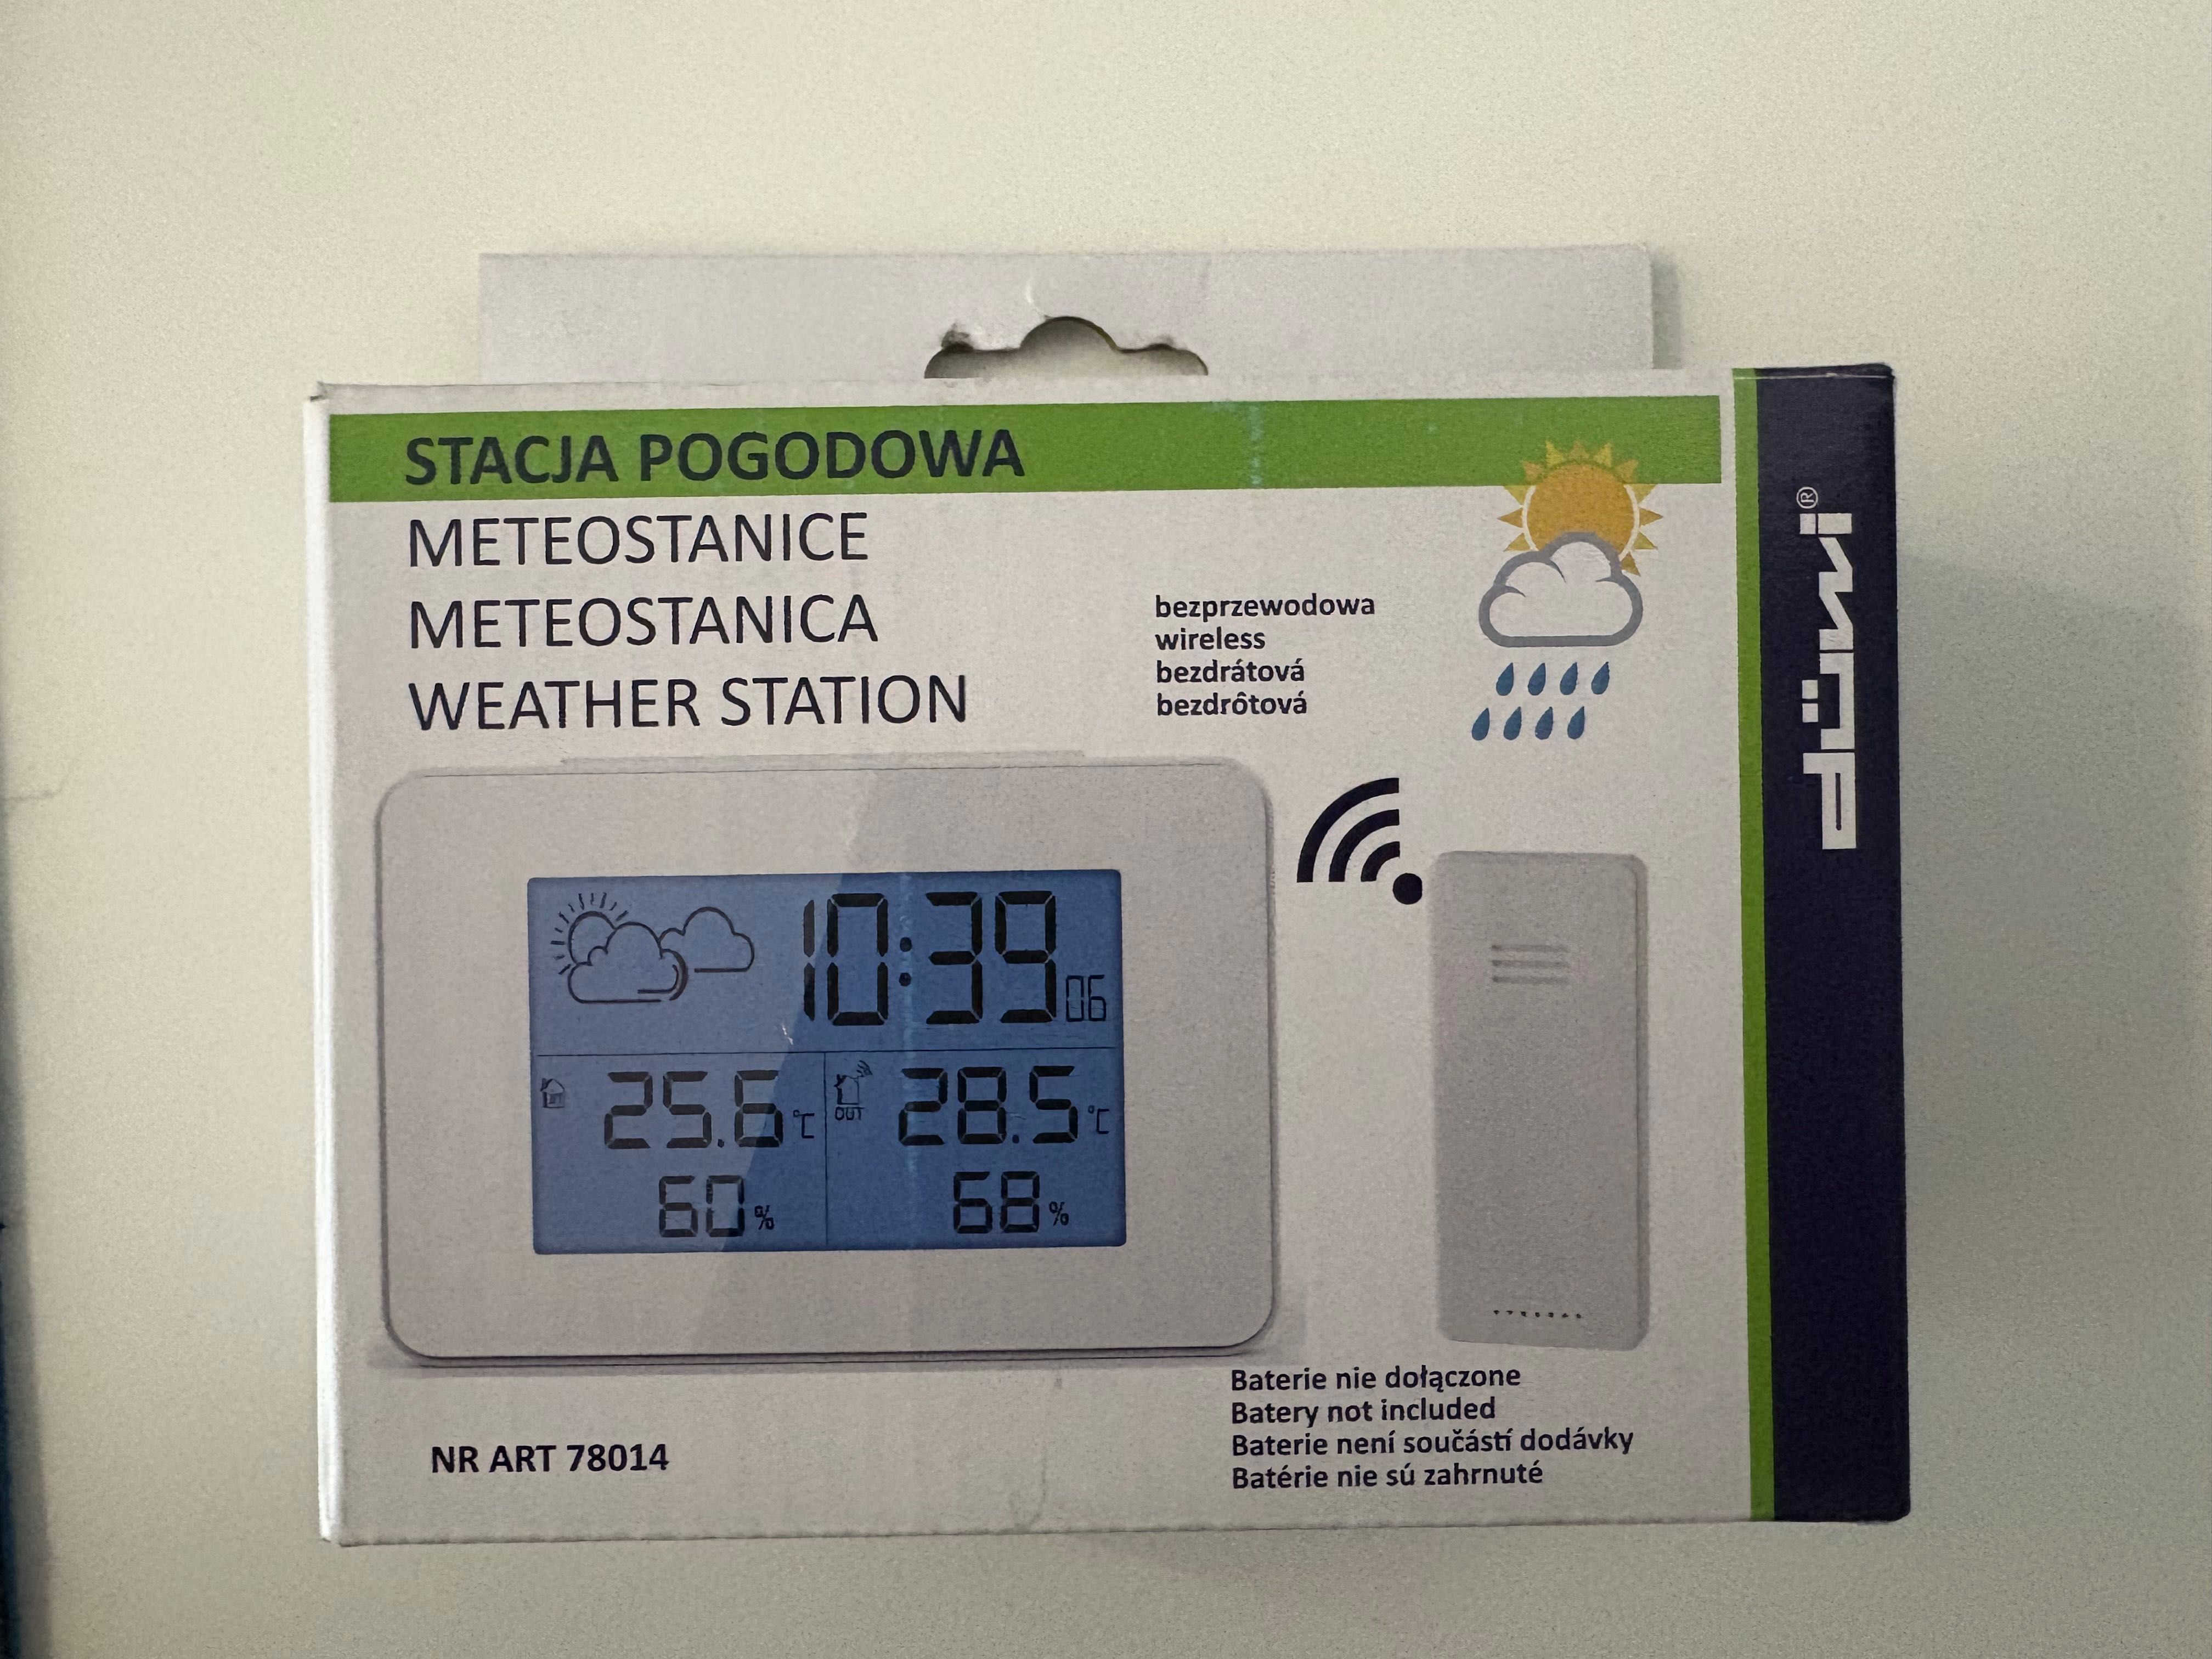 STACJA POGODOWA
METEOSTANICE
METEOSTANICA
WEATHER STATION
bezprzewodowa
wireless
bezdrátová
bezdrôtová
10:39 06
25.6 °C
60 %
OUT
28.5 °C
68 %
NR ART 78014
Baterie nie dołączone
Batery not included
Baterie není součástí dodávky
Batérie nie sú zahrnuté